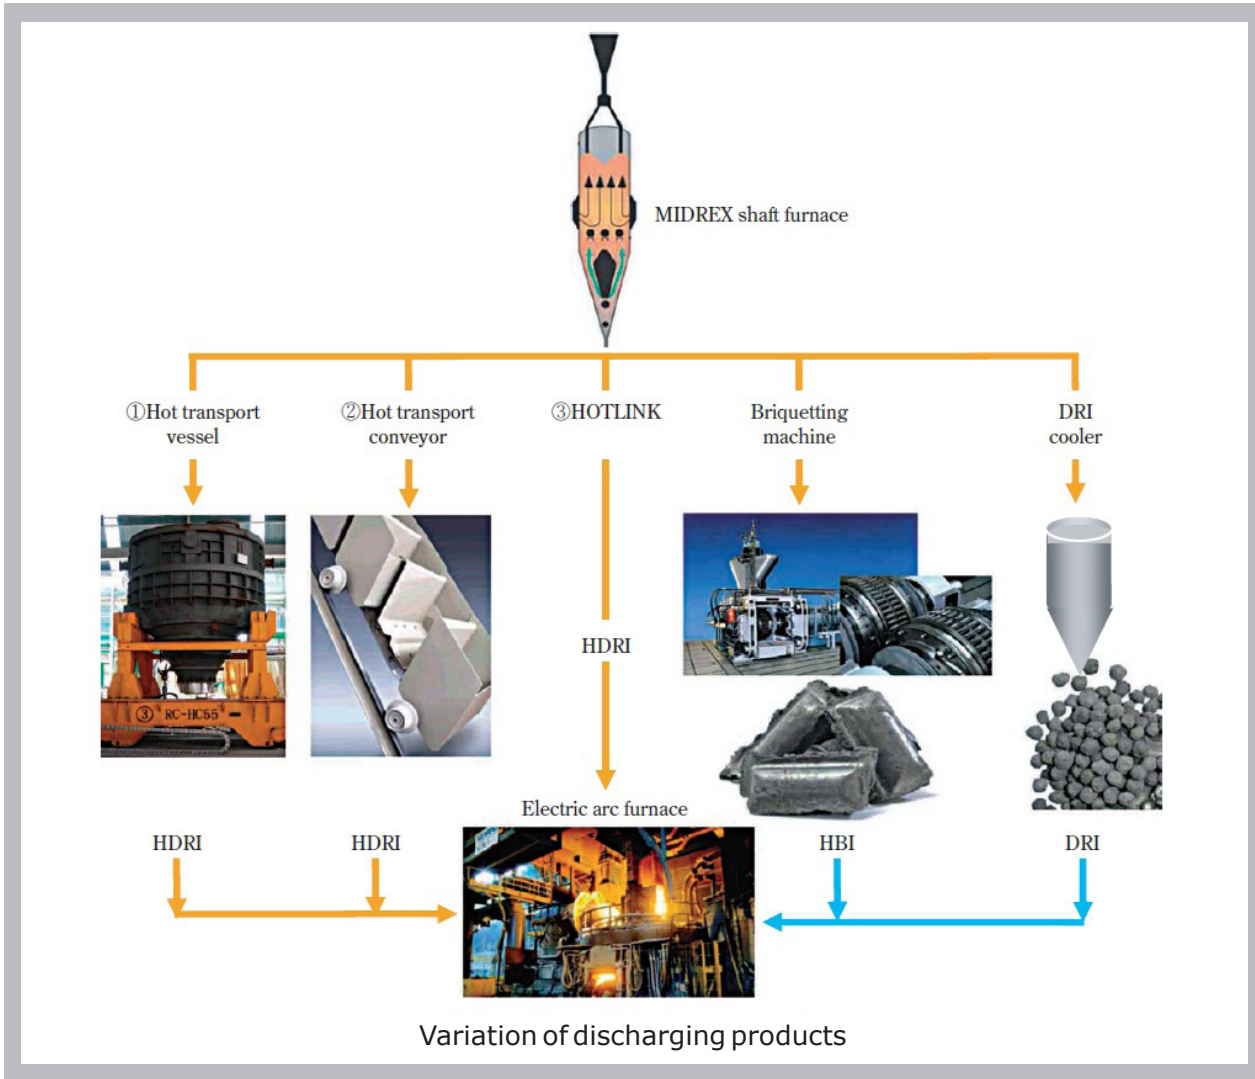 MIDREX shaft furnace
①Hot transport
vessel
②Hot transport
conveyor
③HOTLINK
Briquetting
machine
DRI
cooler
③ RC-HC55
HDRI
Electric arc furnace
HDRI
HDRI
HBI
DRI
Variation of discharging products